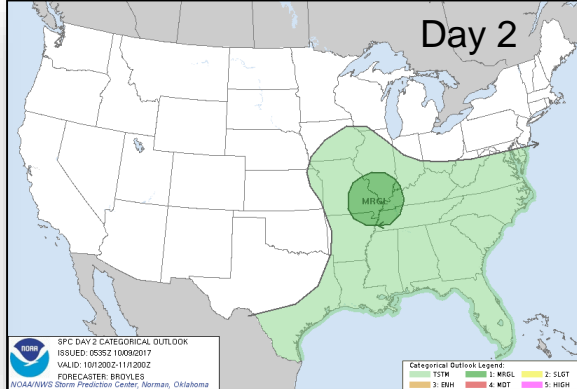 Day 2
MRGL
NOAA
SPC DAY 2 CATEGORICAL OUTLOOK
ISSUED: 0535Z 10/09/2017
VALID: 10/1200Z-11/1200Z
FORECASTER: BROYLES
NOAA/NWS Storm Prediction Center, Norman, Oklahoma
Categorical Outlook Legend:
TSTM 1: MRGL 2: SLGT
3: ENH 4: MDT 5: HIGH